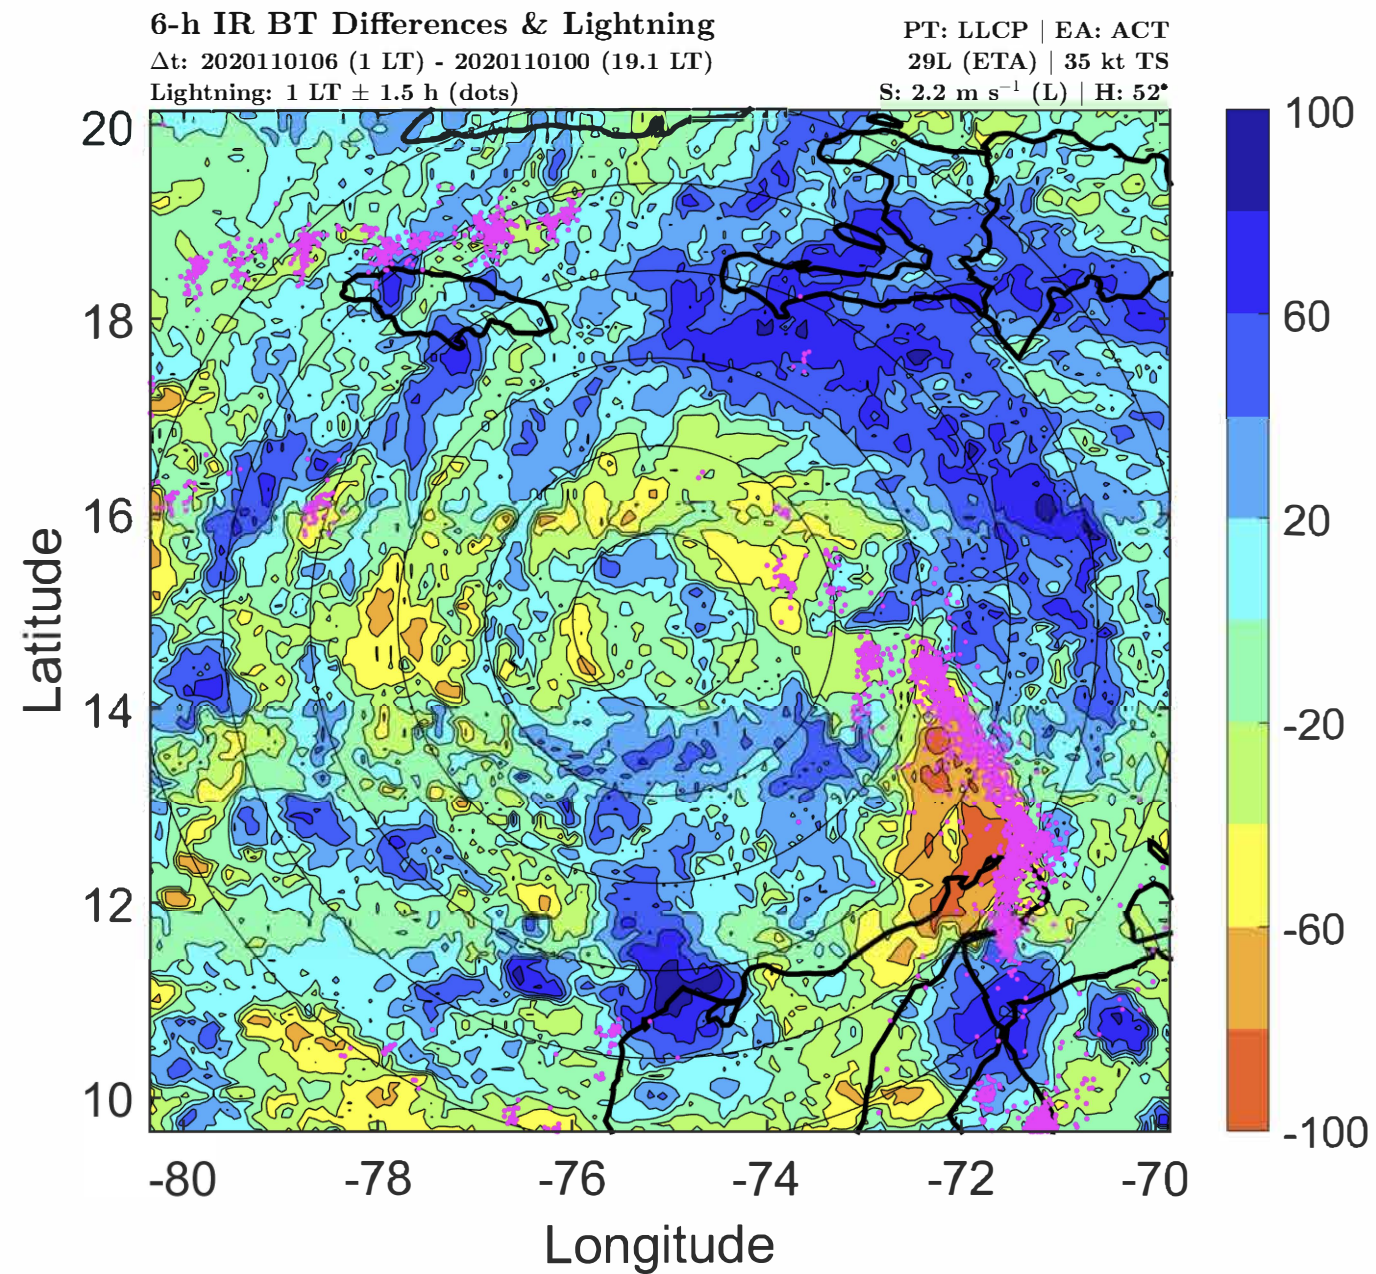 6-h IR BT Differences & Lightning
PT: LLCP | EA: ACT
Δt: 2020110106 (1 LT) - 2020110100 (19.1 LT)
29L (ETA) | 35 kt TS
Lightning: 1 LT ± 1.5 h (dots)
S: 2.2 m s⁻¹ (L) | H: 52°
20
18
16
14
12
10
Latitude
-80 -78 -76 -74 -72 -70
Longitude
100
60
20
-20
-60
-100